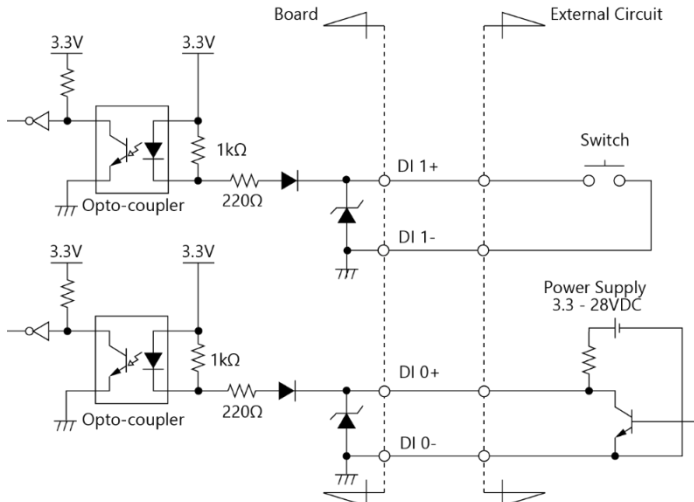 Board
External Circuit
3.3V
3.3V
1kΩ
Switch
DI 1+
Opto-coupler
220Ω
DI 1-
3.3V
3.3V
Power Supply
3.3 - 28VDC
1kΩ
DI 0+
Opto-coupler
220Ω
DI 0-